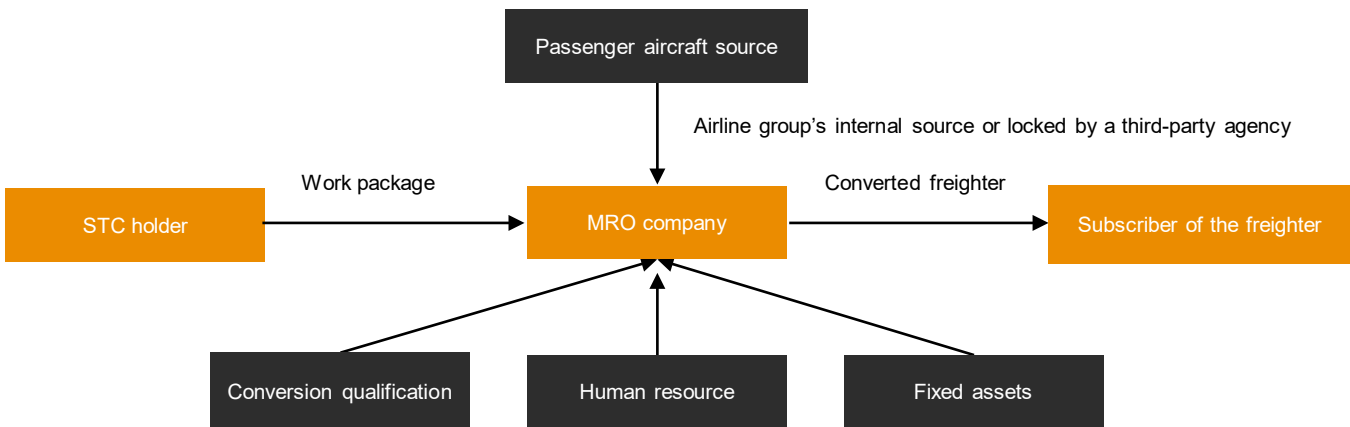 Passenger aircraft source
Airline group’s internal source or locked by a third-party agency
Work package
Converted freighter
STC holder
MRO company
Subscriber of the freighter
Conversion qualification
Human resource
Fixed assets